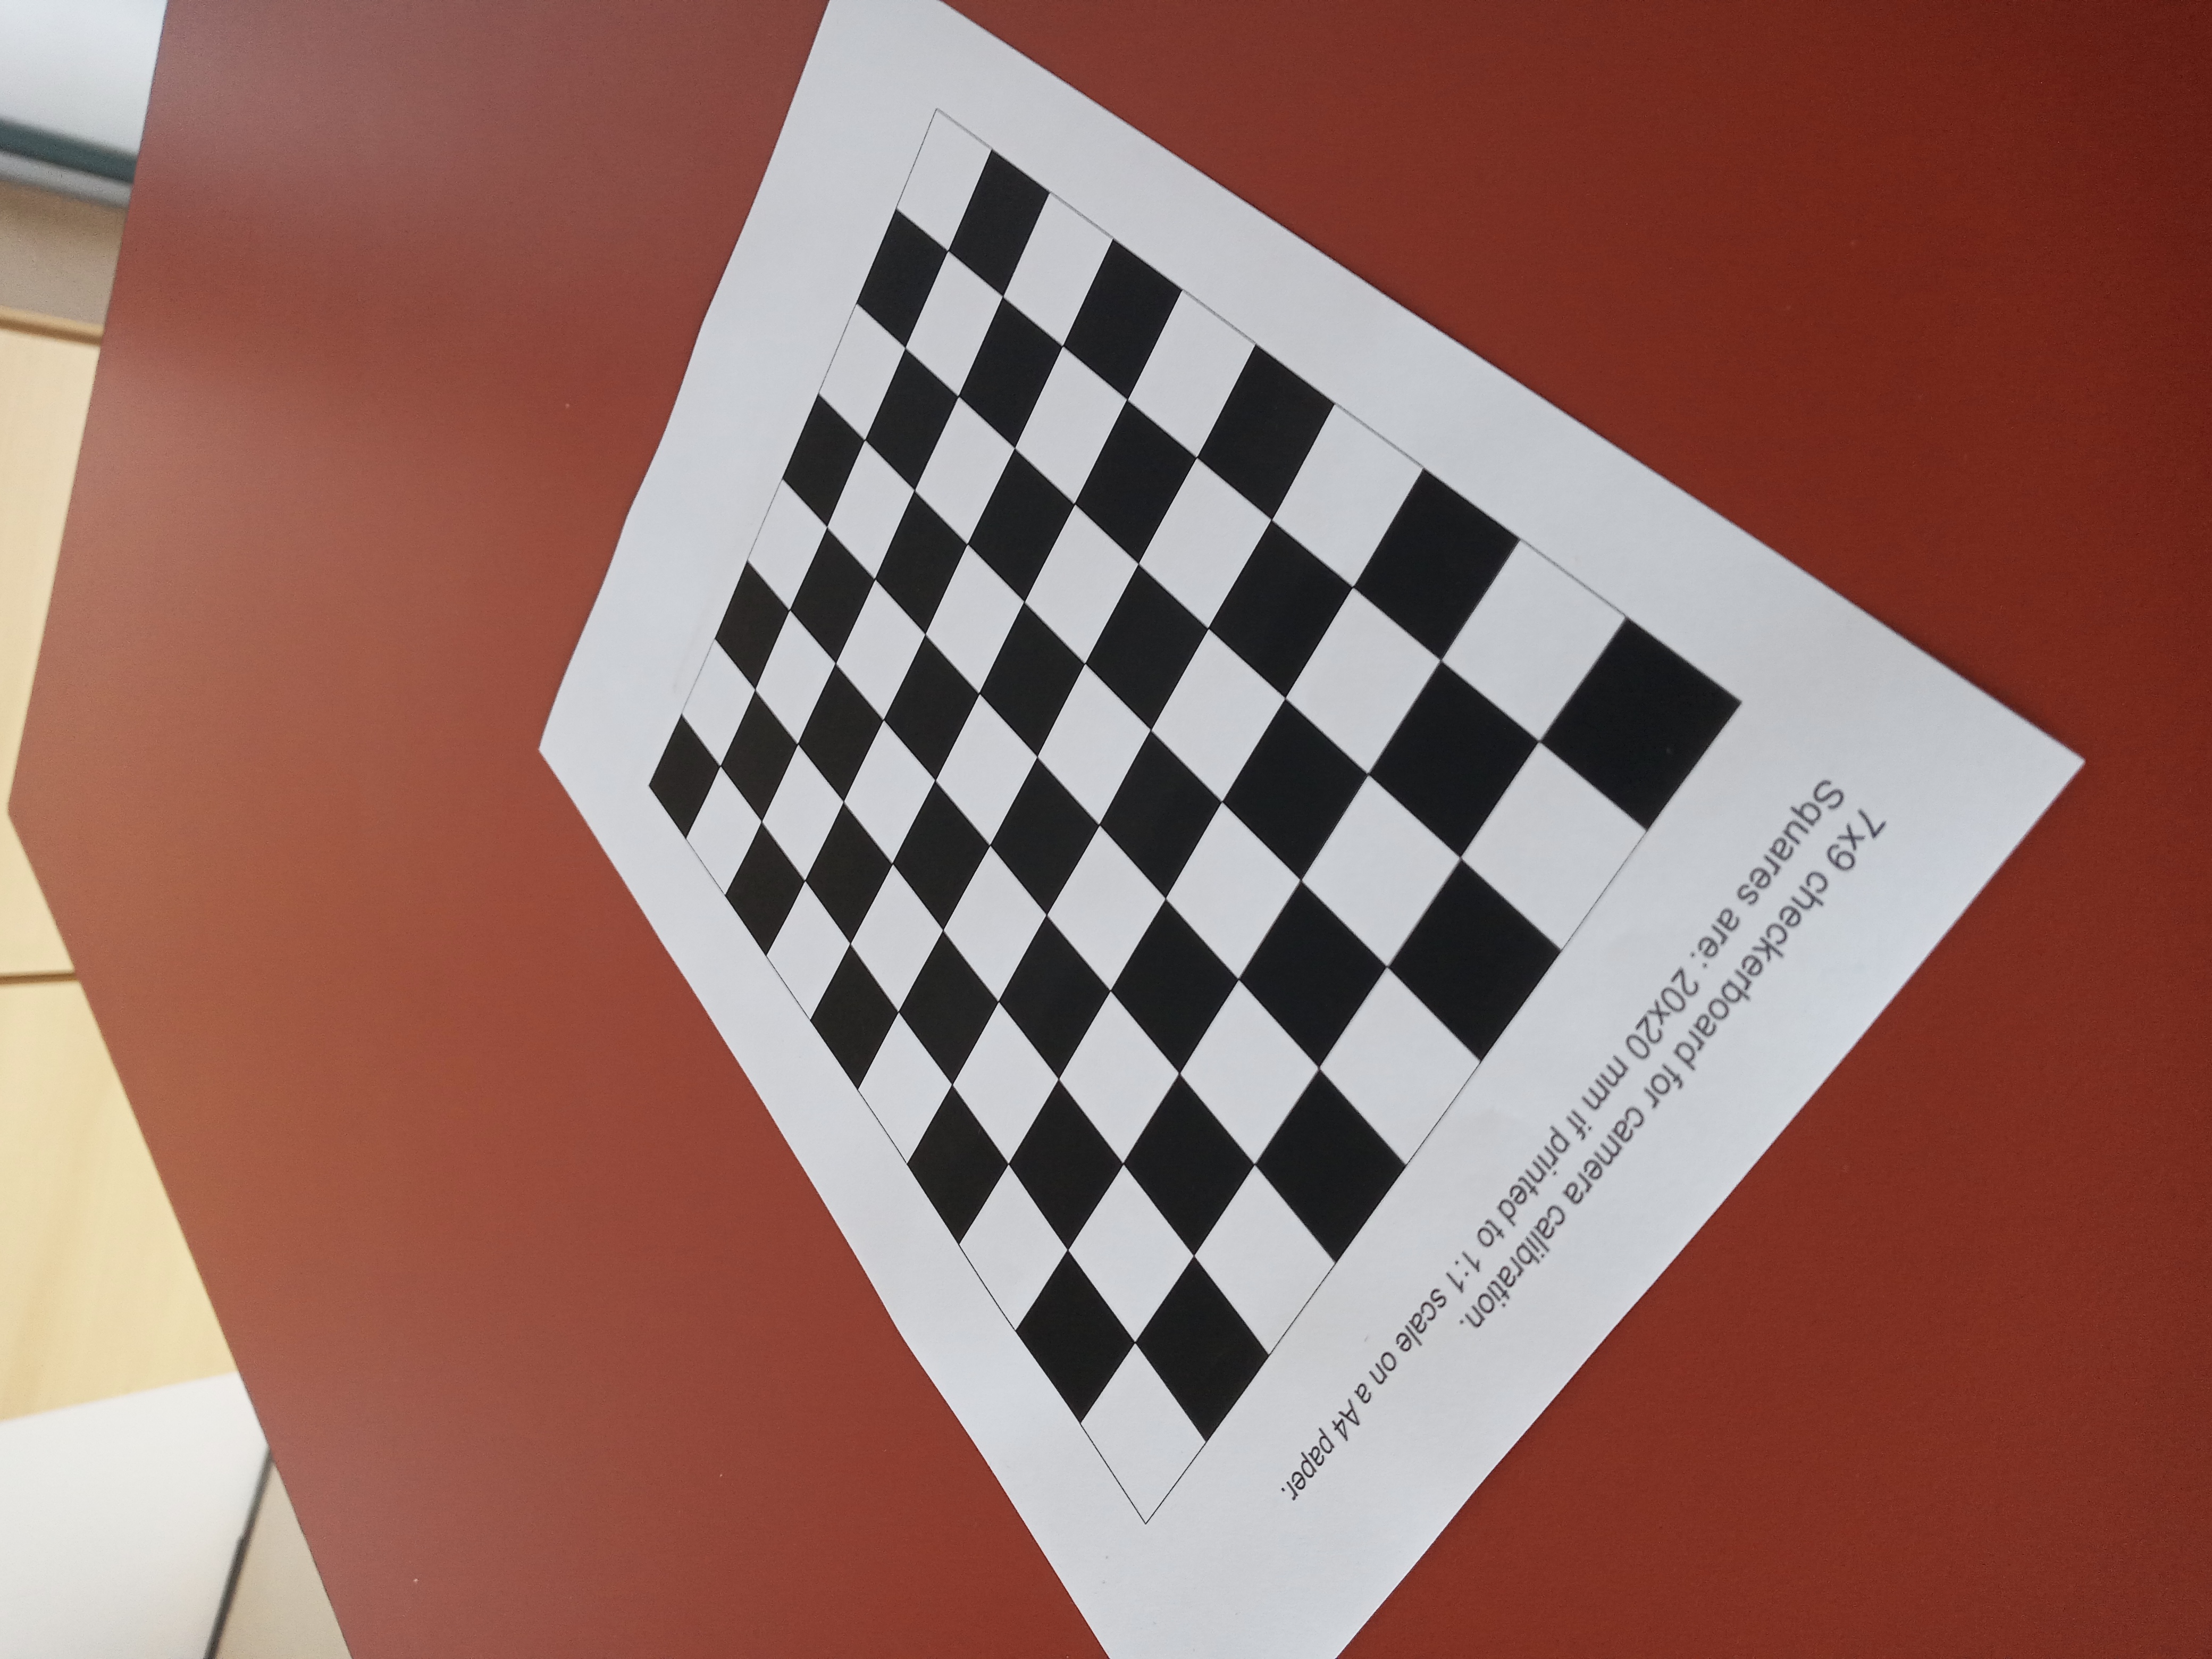 7x9 checkerboard for camera calibration.
Squares are: 20x20 mm if printed to 1:1 scale on a A4 paper.